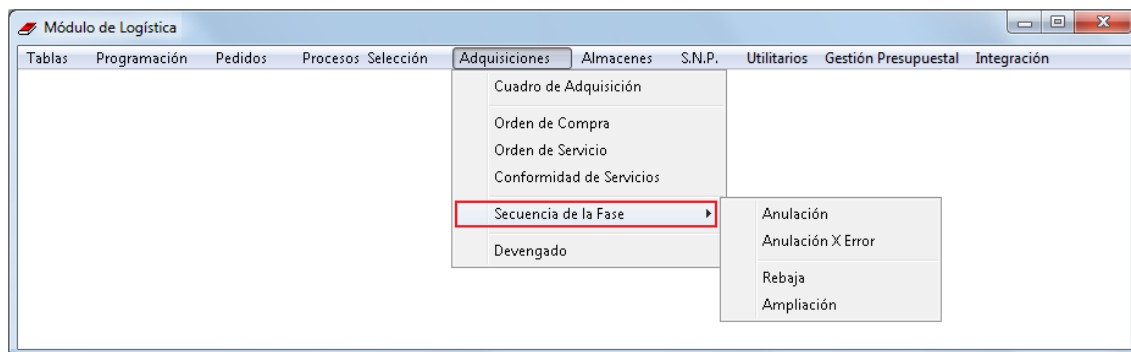 Módulo de Logística
Tablas Programación Pedidos Procesos Selección Adquisiciones Almacenes S.N.P. Utilitarios Gestión Presupuestal Integración
Cuadro de Adquisición
Orden de Compra
Orden de Servicio
Conformidad de Servicios
Secuencia de la Fase
Devengado
Anulación
Anulación X Error
Rebaja
Ampliación